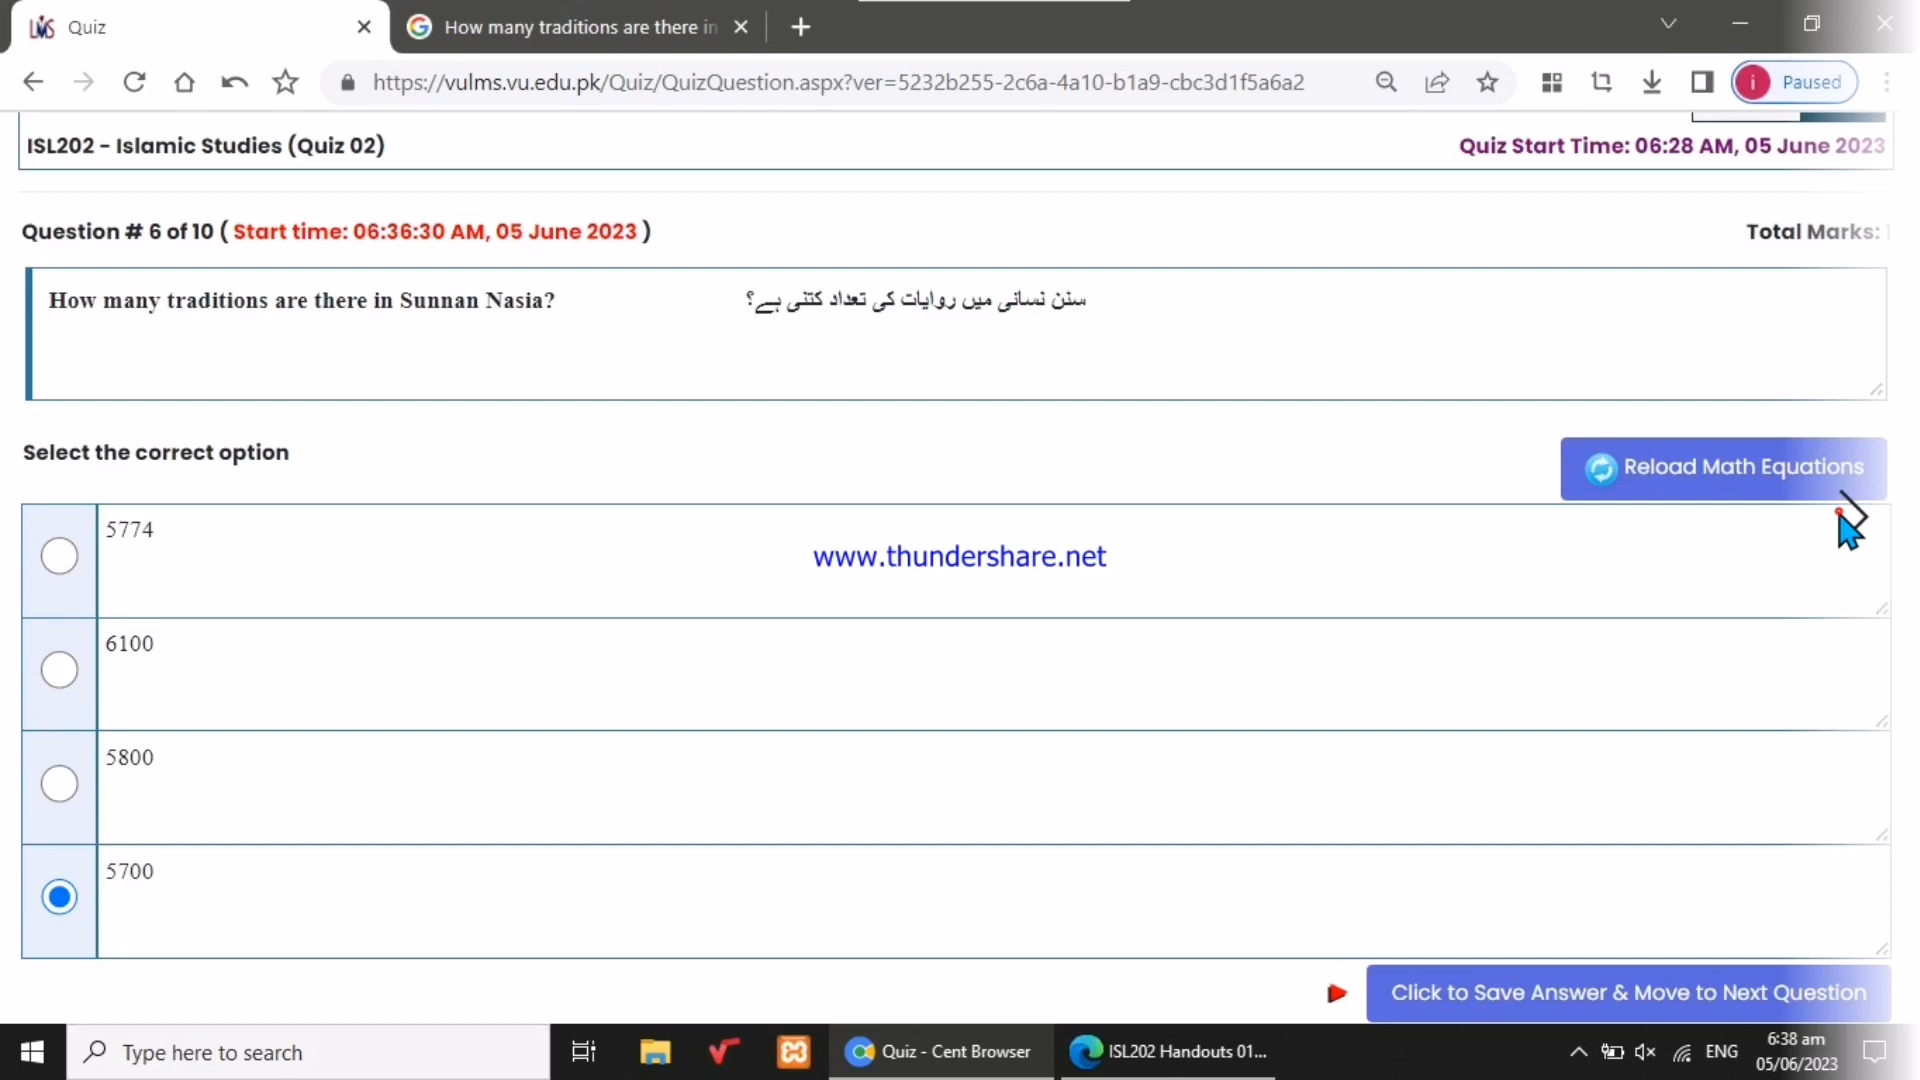 Quiz
How many traditions are there in
https://vulms.vu.edu.pk/Quiz/QuizQuestion.aspx?ver=5232b255-2c6a-4a10-b1a9-cbc3d1f5a6a2
i Paused
ISL202 - Islamic Studies (Quiz 02)
Quiz Start Time: 06:28 AM, 05 June 2023
Question # 6 of 10 ( Start time: 06:36:30 AM, 05 June 2023 )
Total Marks: 1
How many traditions are there in Sunnan Nasia?
سنن نسائی میں روایات کی تعداد کتنی ہے؟
Select the correct option
Reload Math Equations
5774
www.thundershare.net
6100
5800
5700
Click to Save Answer & Move to Next Question
Type here to search
Quiz - Cent Browser
ISL202 Handouts 01...
ENG
6:38 am
05/06/2023